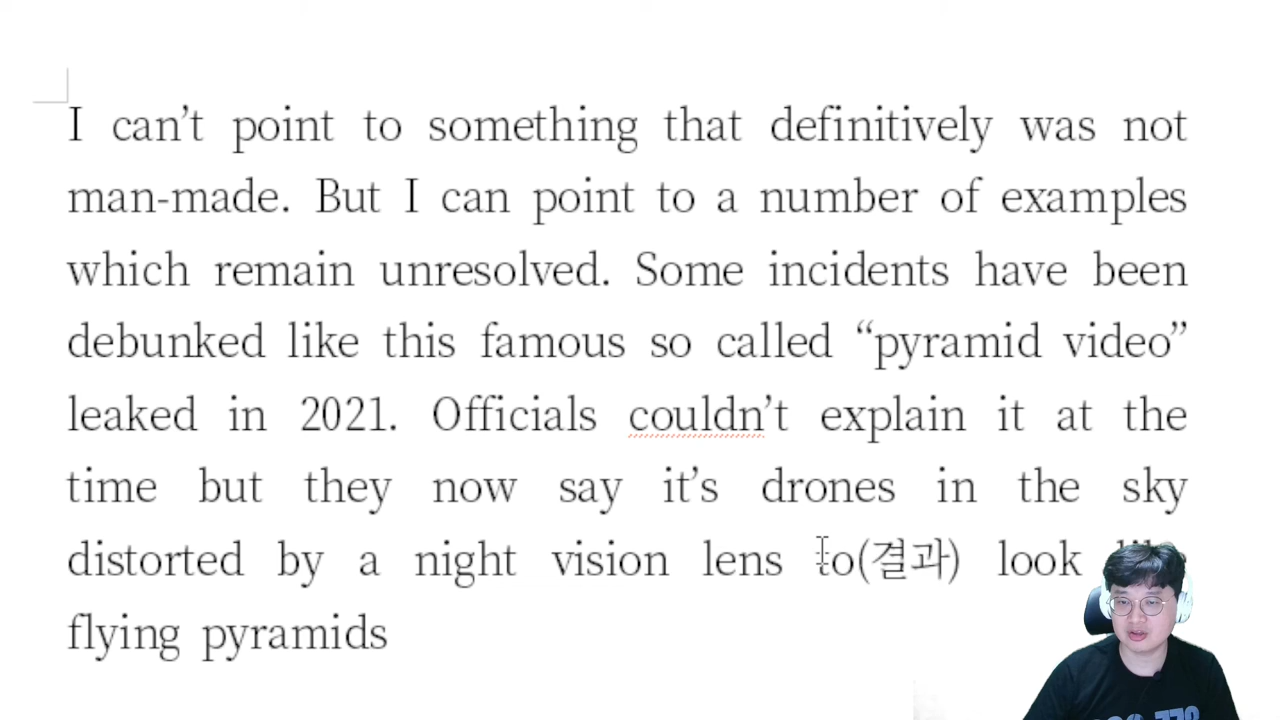 I can’t point to something that definitively was not
man-made. But I can point to a number of examples
which remain unresolved. Some incidents have been
debunked like this famous so called “pyramid video”
leaked in 2021. Officials couldn’t explain it at the
time but they now say it’s drones in the sky
distorted by a night vision lens to(결과) look like
flying pyramids